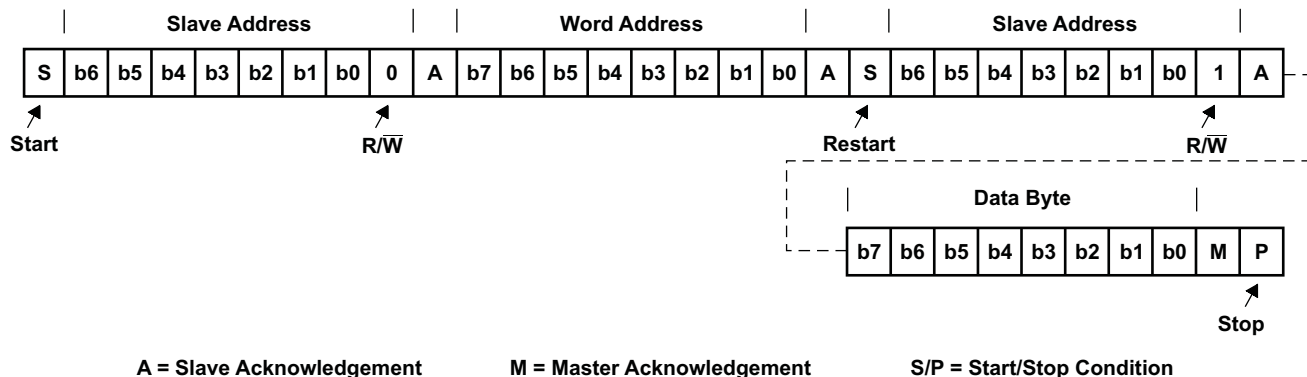 Slave Address Word Address Slave Address
S b6 b5 b4 b3 b2 b1 b0 0 A b7 b6 b5 b4 b3 b2 b1 b0 A S b6 b5 b4 b3 b2 b1 b0 1 A
Start R/W̅ Restart R/W̅
Data Byte
b7 b6 b5 b4 b3 b2 b1 b0 M P
Stop
A = Slave Acknowledgement M = Master Acknowledgement S/P = Start/Stop Condition